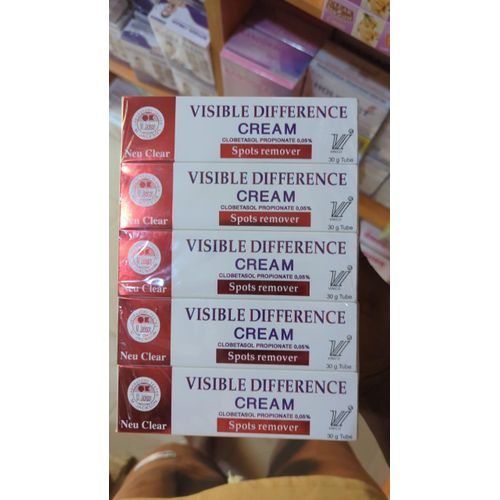 VISIBLE DIFFERENCE
CREAM
CLOBETASOL PROPIONATE 0,05%
Neu Clear
Spots remover
30 g Tube
VISIBLE DIFFERENCE
CREAM
CLOBETASOL PROPIONATE 0,05%
Neu Clear
Spots remover
30 g Tube
VISIBLE DIFFERENCE
CREAM
CLOBETASOL PROPIONATE 0,05%
Neu Clear
Spots remover
30 g Tube
VISIBLE DIFFERENCE
CREAM
CLOBETASOL PROPIONATE 0,05%
Neu Clear
Spots remover
30 g Tube
VISIBLE DIFFERENCE
CREAM
CLOBETASOL PROPIONATE 0,05%
Neu Clear
Spots remover
30 g Tube